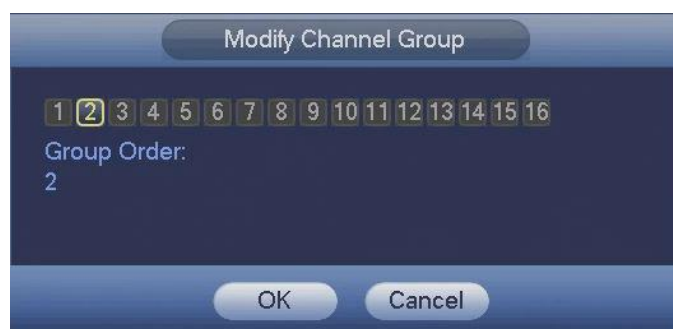 Modify Channel Group
1 2 3 4 5 6 7 8 9 10 11 12 13 14 15 16
Group Order:
2
OK Cancel